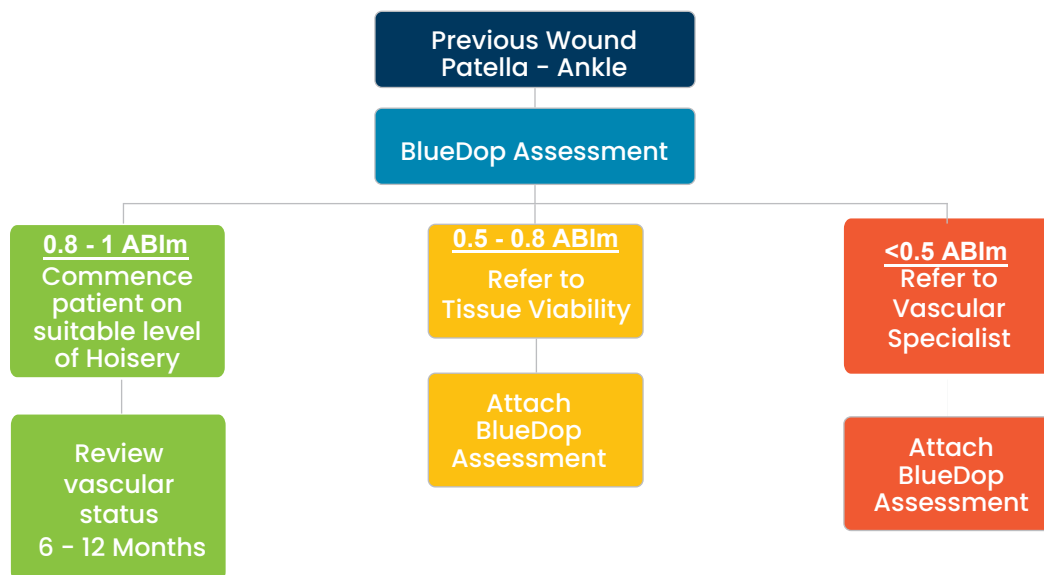 Previous Wound
Patella - Ankle
BlueDop Assessment
0.8 - 1 ABIm
Commence
patient on
suitable level
of Hoisery
Review
vascular
status
6 - 12 Months
0.5 - 0.8 ABIm
Refer to
Tissue Viability
Attach
BlueDop
Assessment
<0.5 ABIm
Refer to
Vascular
Specialist
Attach
BlueDop
Assessment